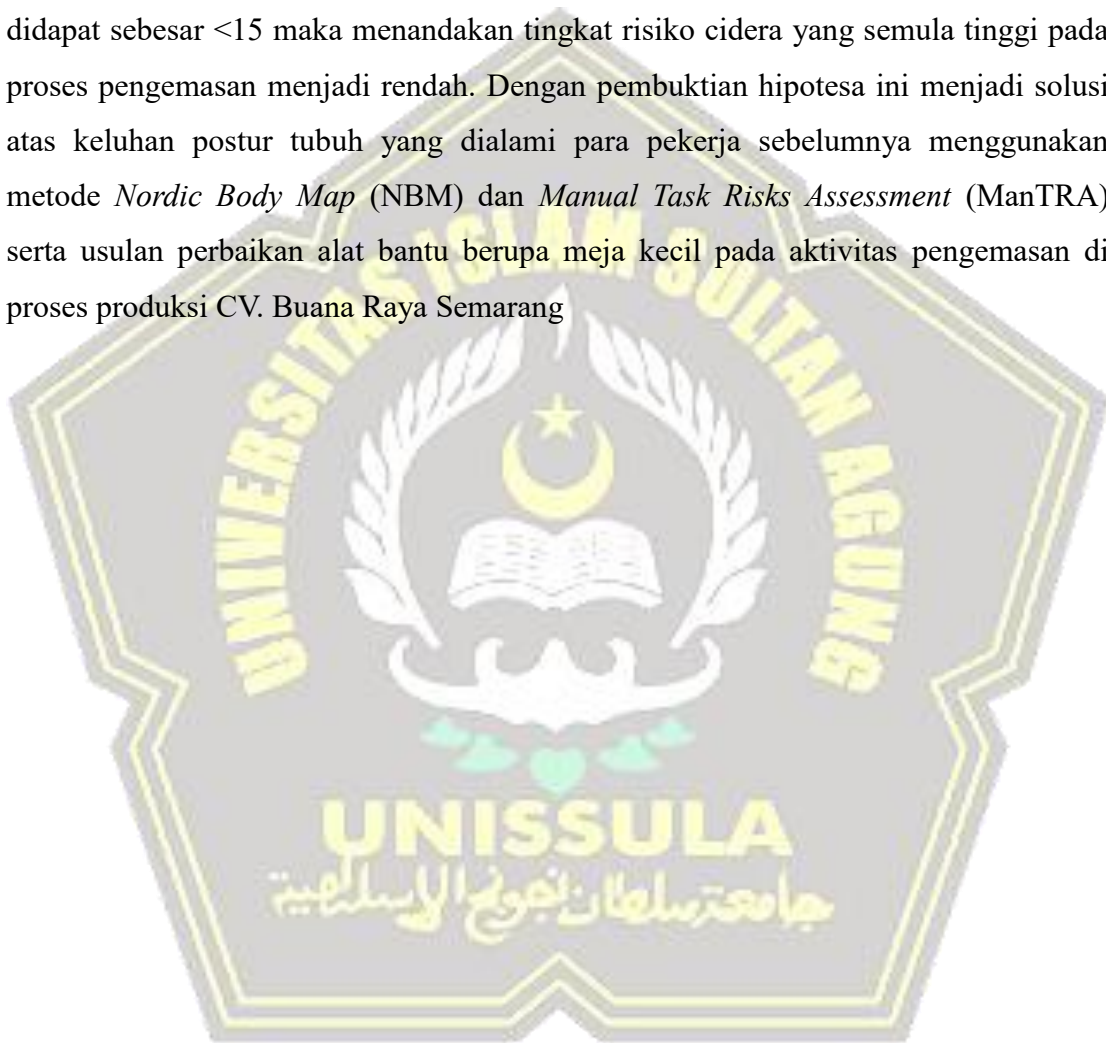 didapat sebesar <15 maka menandakan tingkat risiko cidera yang semula tinggi pada
proses pengemasan menjadi rendah. Dengan pembuktian hipotesa ini menjadi solusi
atas keluhan postur tubuh yang dialami para pekerja sebelumnya menggunakan
metode Nordic Body Map (NBM) dan Manual Task Risks Assessment (ManTRA)
serta usulan perbaikan alat bantu berupa meja kecil pada aktivitas pengemasan di
proses produksi CV. Buana Raya Semarang
UNIVERSITAS ISLAM SULTAN AGUNG
UNISSULA
جامعة سلطان أجونج الإسلامية